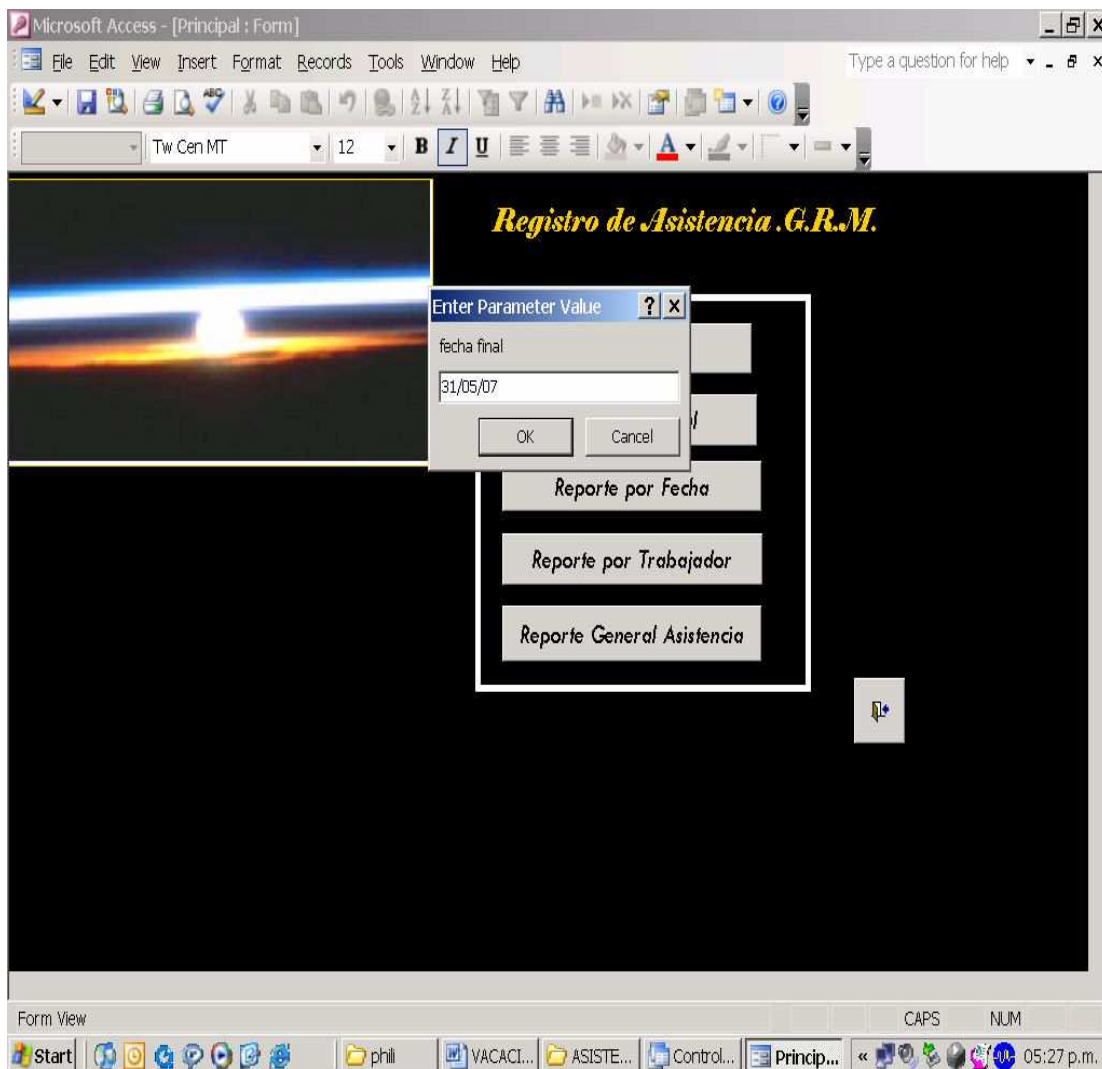 Microsoft Access - [Principal : Form]
File Edit View Insert Format Records Tools Window Help
Type a question for help
Tw Cen MT 12 B I U
Registro de Asistencia .G.R.M.
Enter Parameter Value
fecha final
31/05/07
OK Cancel
Reporte por Fecha
Reporte por Trabajador
Reporte General Asistencia
Form View
CAPS NUM
Start phili VACACI... ASISTE... Control... Princip... « 05:27 p.m.